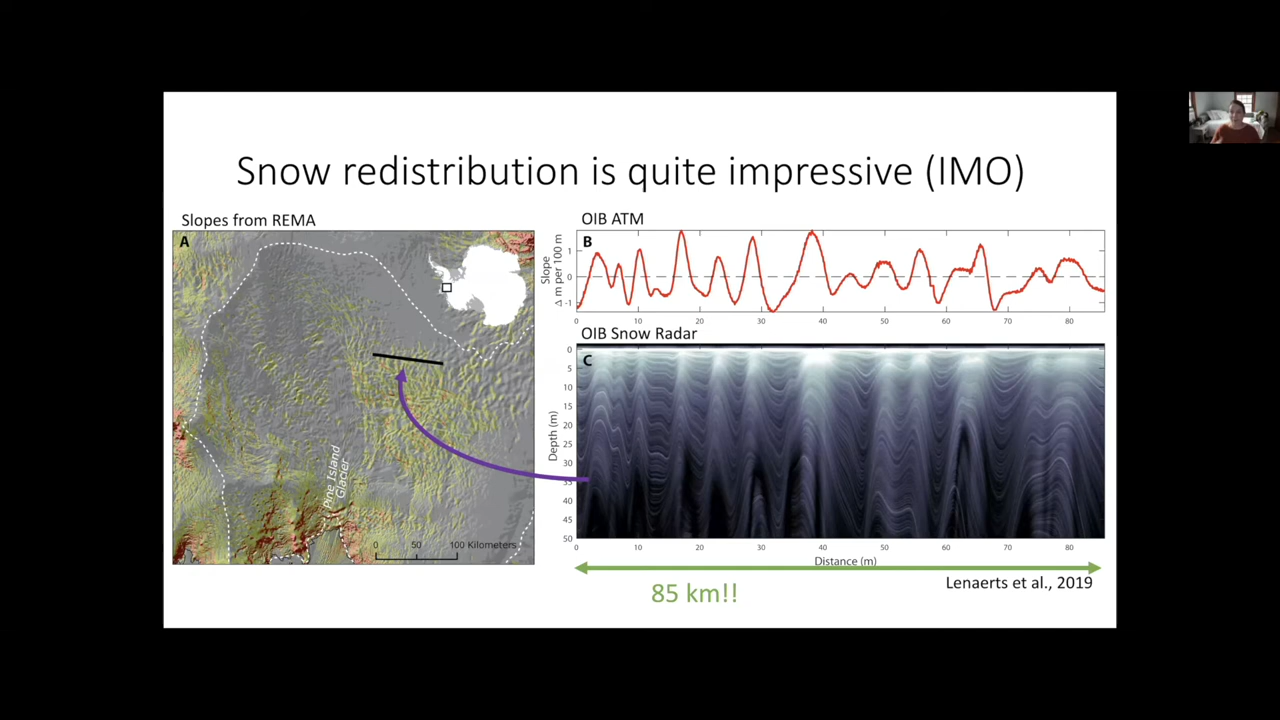 Snow redistribution is quite impressive (IMO)
Slopes from REMA
A
Pine Island
Glacier
0 50 100 Kilometers
OIB ATM
B
Slope
Δ m per 100 m
1
0
-1
0 10 20 30 40 50 60 70 80
OIB Snow Radar
C
Depth (m)
0
5
10
15
20
25
30
35
40
45
50
0 10 20 30 40 50 60 70 80
Distance (m)
85 km!!
Lenaerts et al., 2019